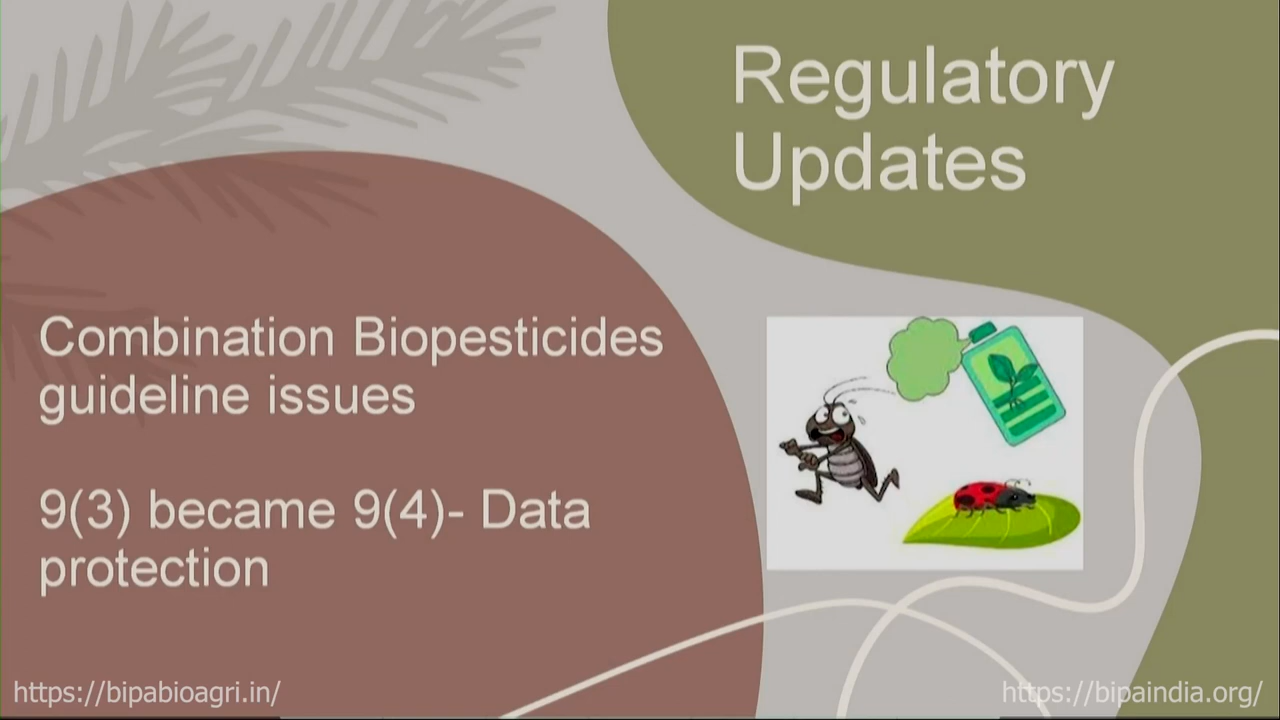 Regulatory
Updates
Combination Biopesticides
guideline issues
9(3) became 9(4)- Data
protection
https://bipabioagri.in/
https://bipaindia.org/